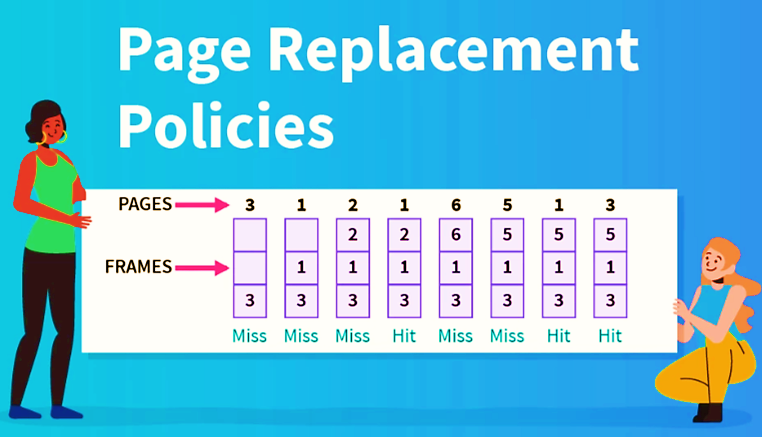 Page Replacement
Policies
PAGES 3 1 2 1 6 5 1 3
2 2 6 5 5 5
FRAMES 1 1 1 1 1 1 1
3 3 3 3 3 3 3 3
Miss Miss Miss Hit Miss Miss Hit Hit